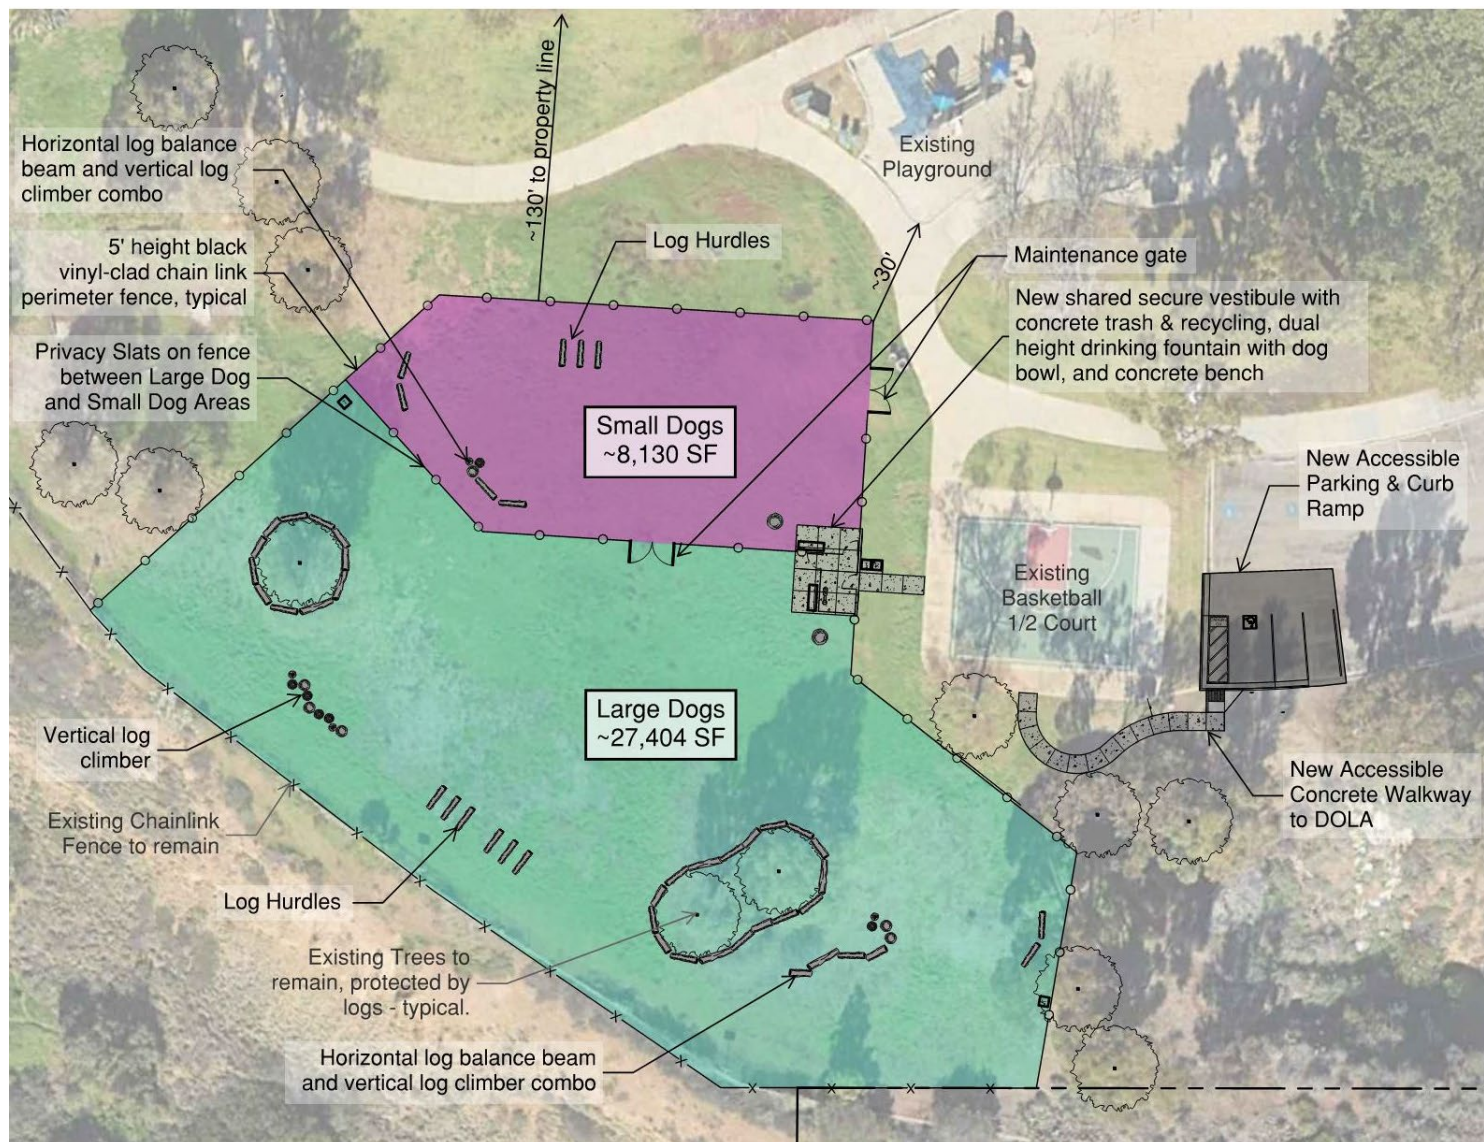 ~130' to property line
Existing
Playground
Horizontal log balance
beam and vertical log
climber combo
5' height black
vinyl-clad chain link
perimeter fence, typical
Log Hurdles
~30'
Maintenance gate
New shared secure vestibule with
concrete trash & recycling, dual
height drinking fountain with dog
bowl, and concrete bench
Privacy Slats on fence
between Large Dog
and Small Dog Areas
Small Dogs
~8,130 SF
New Accessible
Parking & Curb
Ramp
Existing
Basketball
1/2 Court
Large Dogs
~27,404 SF
Vertical log
climber
New Accessible
Concrete Walkway
to DOLA
Existing Chainlink
Fence to remain
Log Hurdles
Existing Trees to
remain, protected by
logs - typical.
Horizontal log balance beam
and vertical log climber combo